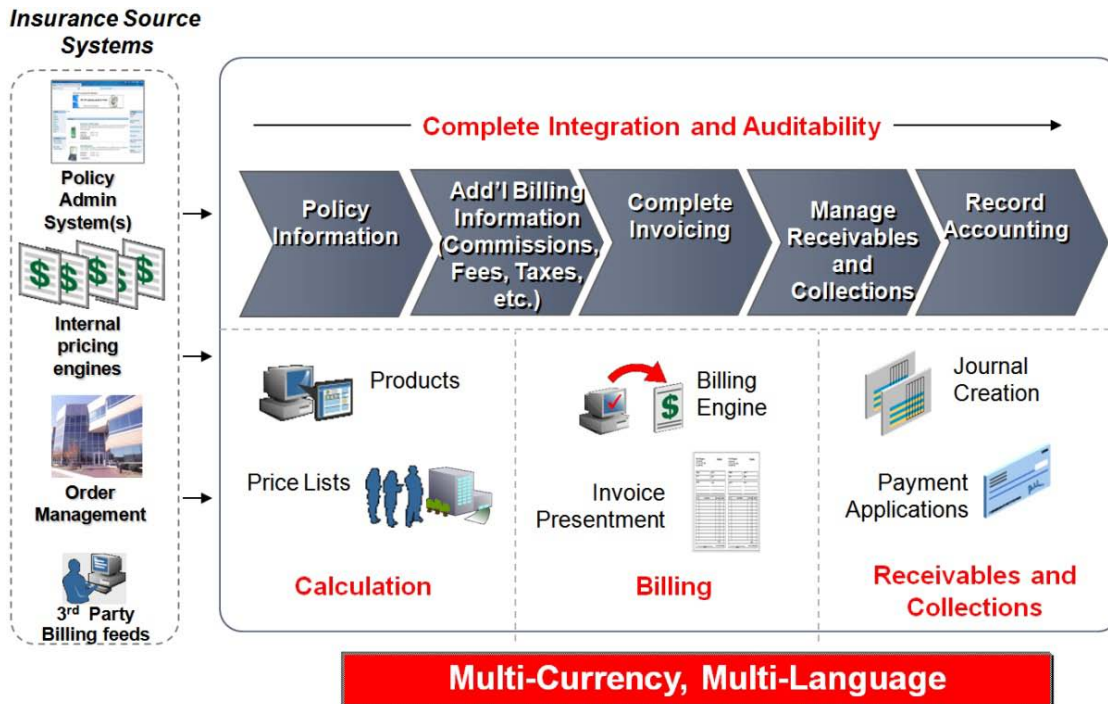 Insurance Source
Systems
Policy
Admin
System(s)
Internal
pricing
engines
Order
Management
3rd Party
Billing feeds
Complete Integration and Auditability
Policy
Information
Add'l Billing
Information
(Commissions,
Fees, Taxes,
etc.)
Complete
Invoicing
Manage
Receivables
and
Collections
Record
Accounting
Products
Price Lists
Calculation
Billing
Engine
Invoice
Presentment
Billing
Journal
Creation
Payment
Applications
Receivables and
Collections
Multi-Currency, Multi-Language